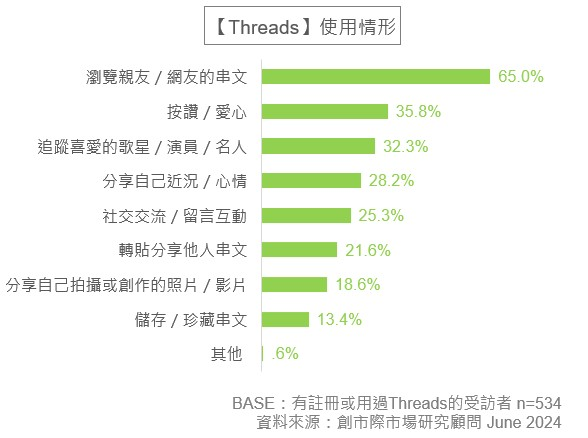 【Threads】使用情形
瀏覽親友 / 網友的串文 65.0%
按讚 / 愛心 35.8%
追蹤喜愛的歌星 / 演員 / 名人 32.3%
分享自己近況 / 心情 28.2%
社交交流 / 留言互動 25.3%
轉貼分享他人串文 21.6%
分享自己拍攝或創作的照片 / 影片 18.6%
儲存 / 珍藏串文 13.4%
其他 .6%
BASE：有註冊或用過Threads的受訪者 n=534
資料來源：創市際市場研究顧問 June 2024